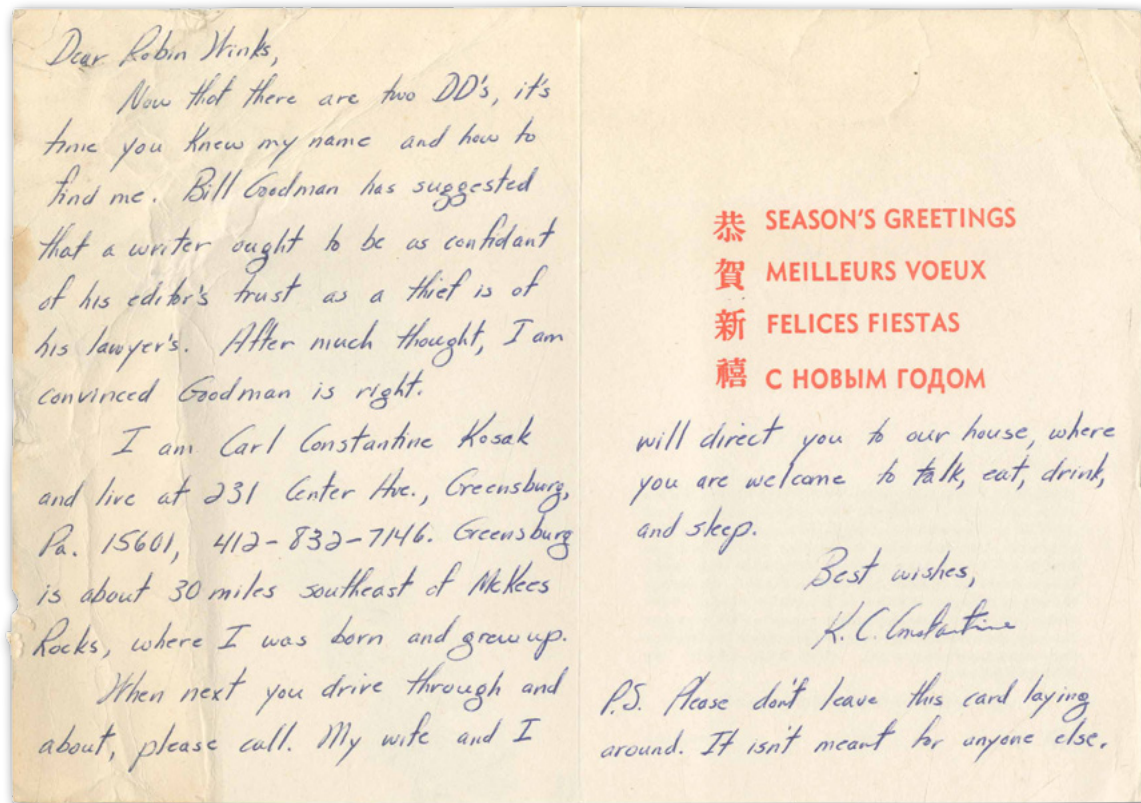 Dear Robin Winks,
Now that there are two DD's, it's
time you knew my name and how to
find me. Bill Goodman has suggested
that a writer ought to be as confidant
of his editor's trust as a thief is of
his lawyer's. After much thought, I am
convinced Goodman is right.
I am Carl Constantine Kosak
and live at 231 Center Ave., Greensburg,
Pa. 15601, 412-832-7146. Greensburg
is about 30 miles southeast of McKees
Rocks, where I was born and grew up.
When next you drive through and
about, please call. My wife and I
恭 SEASON'S GREETINGS
賀 MEILLEURS VOEUX
新 FELICES FIESTAS
禧 С НОВЫМ ГОДОМ
will direct you to our house, where
you are welcome to talk, eat, drink,
and sleep.
Best wishes,
K. C. Constantine
P.S. Please don't leave this card laying
around. It isn't meant for anyone else.